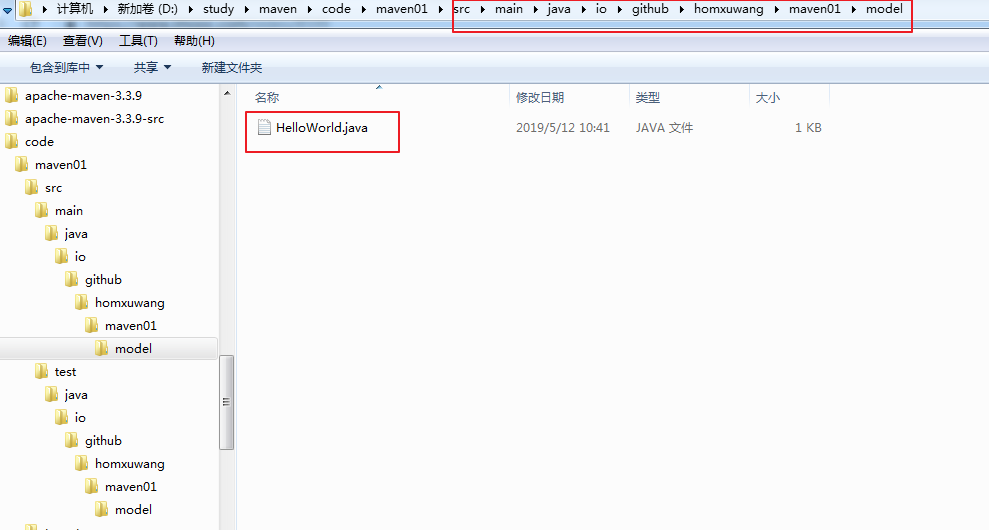 计算机 新加卷 (D:) study maven code maven01 src main java io github homxuwang maven01 model
编辑(E) 查看(V) 工具(T) 帮助(H)
包含到库中 共享 新建文件夹
名称 修改日期 类型 大小
HelloWorld.java 2019/5/12 10:41 JAVA 文件 1 KB
apache-maven-3.3.9
apache-maven-3.3.9-src
code
maven01
src
main
java
io
github
homxuwang
maven01
model
test
java
io
github
homxuwang
maven01
model